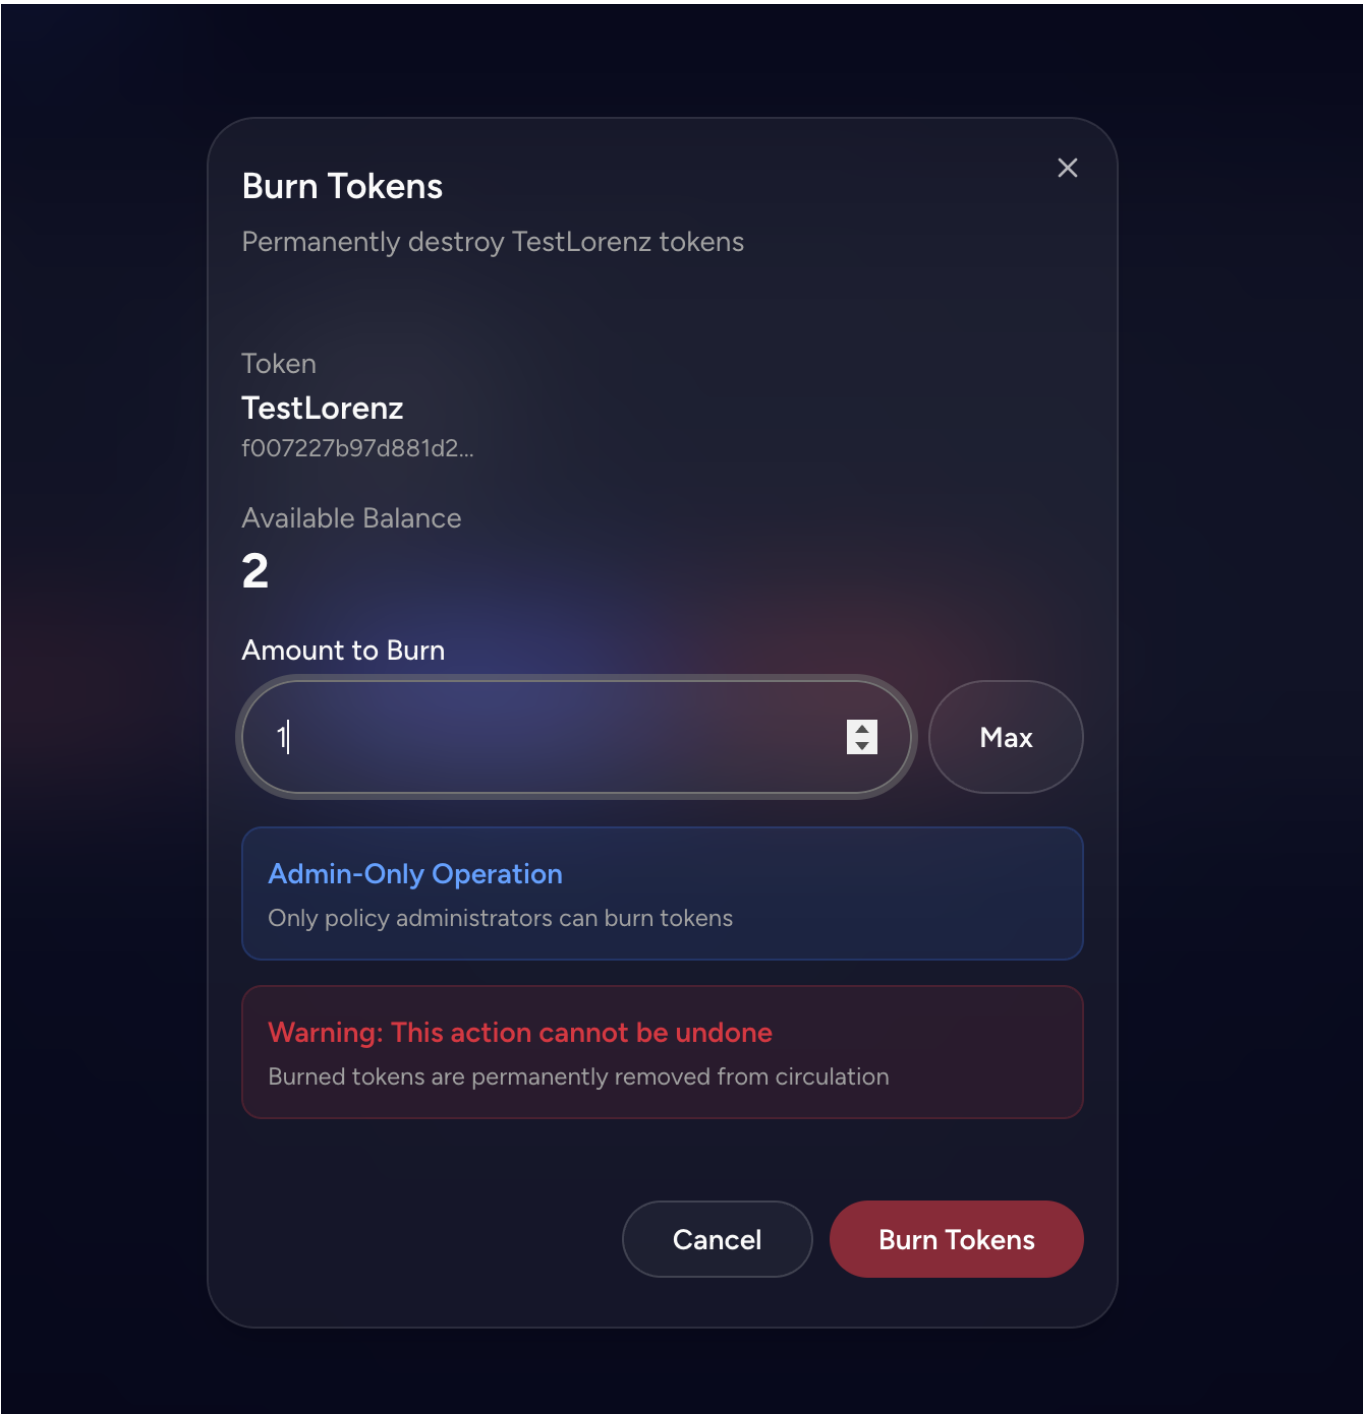 Burn Tokens
Permanently destroy TestLorenz tokens
Token
TestLorenz
f007227b97d881d2...
Available Balance
2
Amount to Burn
1
Max
Admin-Only Operation
Only policy administrators can burn tokens
Warning: This action cannot be undone
Burned tokens are permanently removed from circulation
Cancel
Burn Tokens